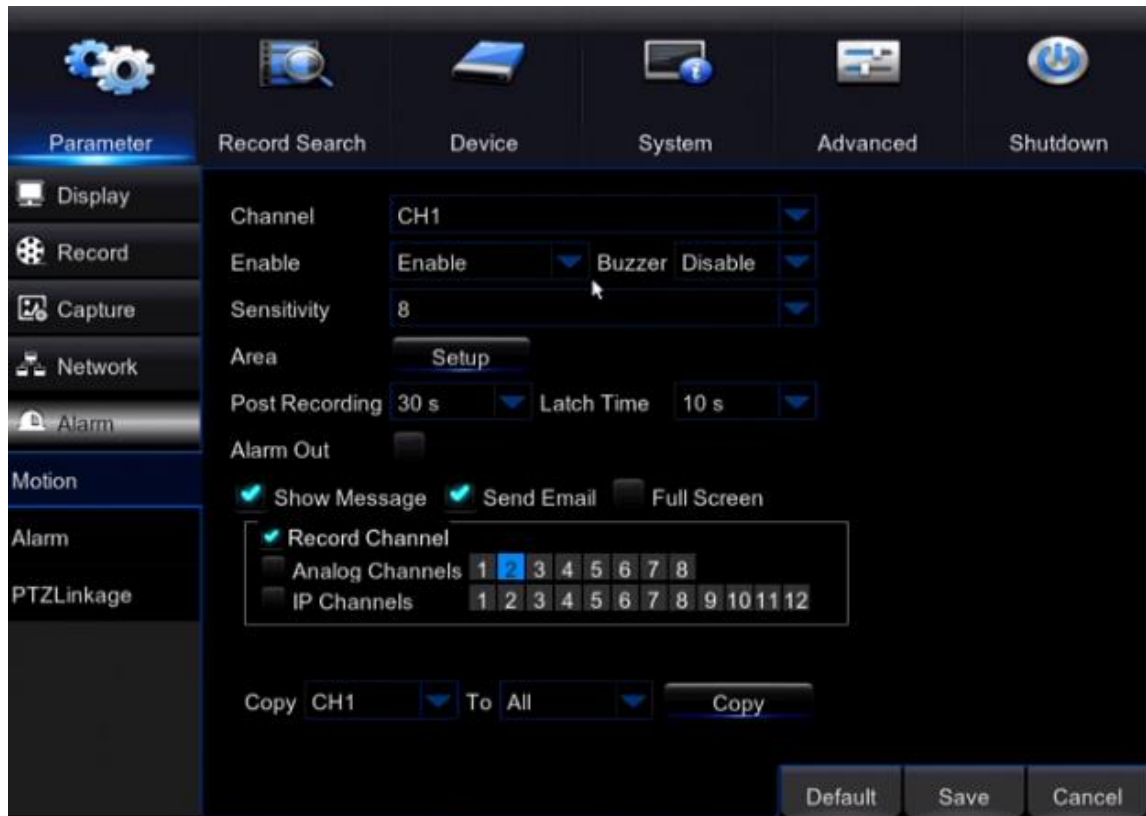 Parameter Record Search Device System Advanced Shutdown
Display
Record
Capture
Network
Alarm
Motion
Alarm
PTZLinkage
Channel CH1
Enable Enable Buzzer Disable
Sensitivity 8
Area Setup
Post Recording 30 s Latch Time 10 s
Alarm Out
Show Message Send Email Full Screen
Record Channel
Analog Channels 1 2 3 4 5 6 7 8
IP Channels 1 2 3 4 5 6 7 8 9 10 11 12
Copy CH1 To All Copy
Default Save Cancel